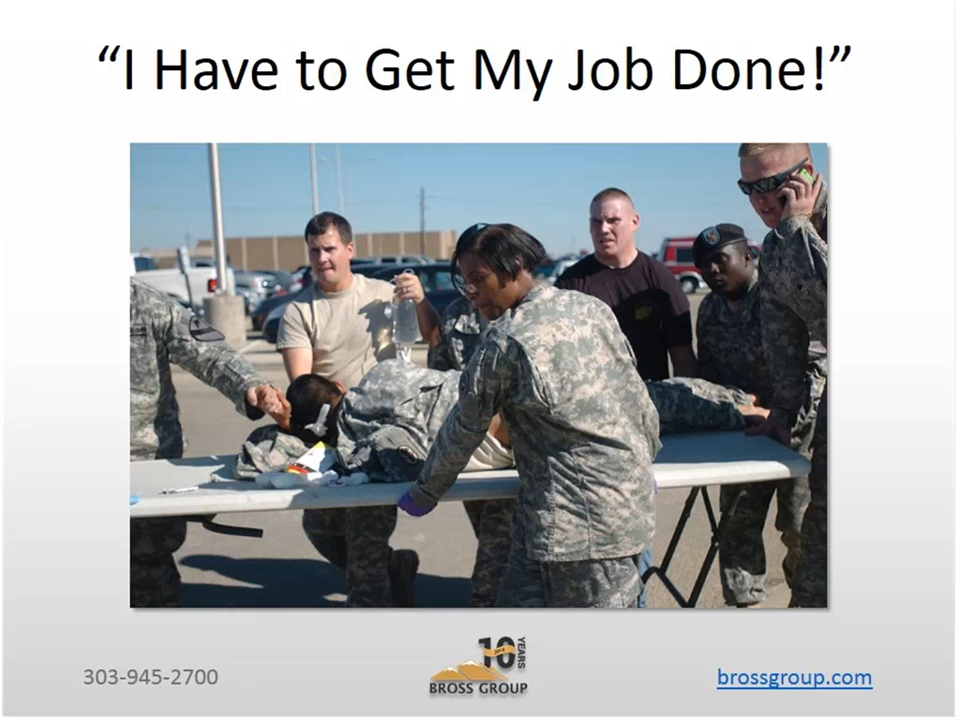 “I Have to Get My Job Done!”
303-945-2700
10 YEARS
2014
BROSS GROUP
brossgroup.com